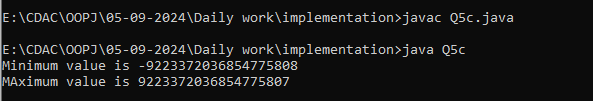 E:\CDAC\OOPJ\05-09-2024\Daily work\implementation>javac Q5c.java
E:\CDAC\OOPJ\05-09-2024\Daily work\implementation>java Q5c
Minimum value is -9223372036854775808
MAximum value is 9223372036854775807